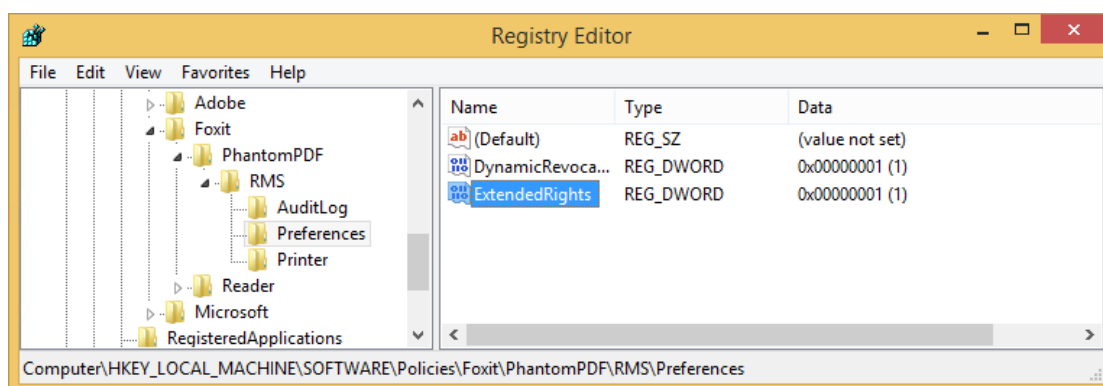 Registry Editor
File Edit View Favorites Help
Adobe
Foxit
PhantomPDF
RMS
AuditLog
Preferences
Printer
Reader
Microsoft
RegisteredApplications
Name Type Data
(Default) REG_SZ (value not set)
DynamicRevoca... REG_DWORD 0x00000001 (1)
ExtendedRights REG_DWORD 0x00000001 (1)
Computer\HKEY_LOCAL_MACHINE\SOFTWARE\Policies\Foxit\PhantomPDF\RMS\Preferences